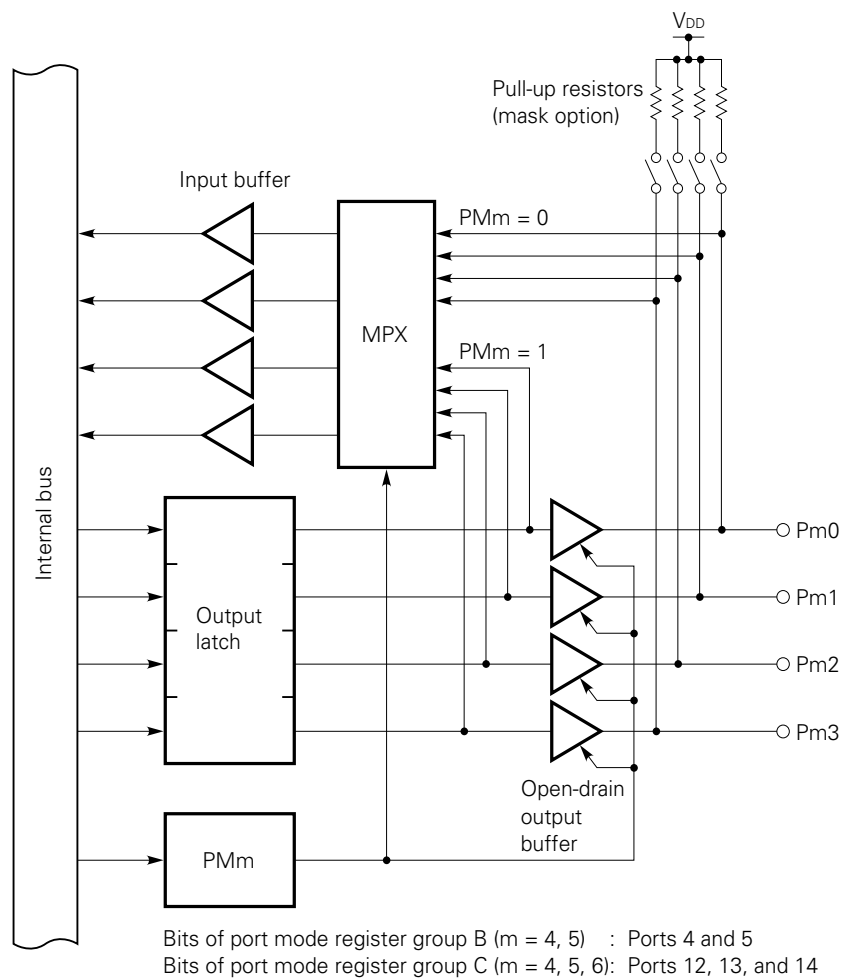 VDD
Pull-up resistors
(mask option)
Input buffer
PMm = 0
MPX
PMm = 1
Internal bus
Output
latch
Pm0
Pm1
Pm2
Pm3
Open-drain
output
buffer
PMm
Bits of port mode register group B (m = 4, 5) : Ports 4 and 5
Bits of port mode register group C (m = 4, 5, 6): Ports 12, 13, and 14